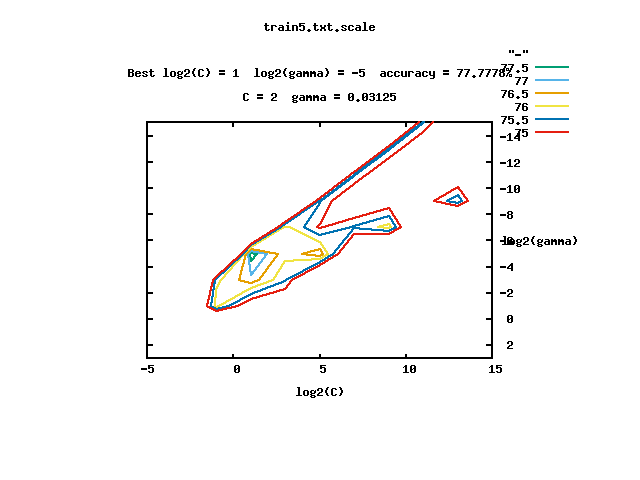 train5.txt.scale
"-"
Best log2(C) = 1  log2(gamma) = -5  accuracy = 77.7778%
77.5
77
C = 2  gamma = 0.03125
76.5
76
75.5
75
-14
-12
-10
-8
-6
log2(gamma)
-4
-2
0
2
-5 0 5 10 15
log2(C)